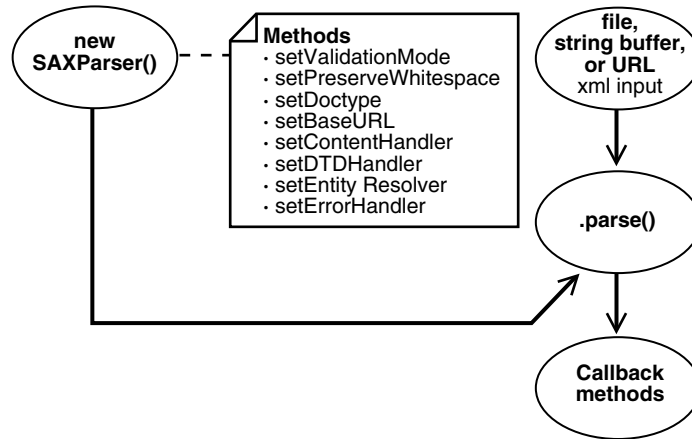 new
SAXParser()
Methods
· setValidationMode
· setPreserveWhitespace
· setDoctype
· setBaseURL
· setContentHandler
· setDTDHandler
· setEntity Resolver
· setErrorHandler
file,
string buffer,
or URL
xml input
.parse()
Callback
methods